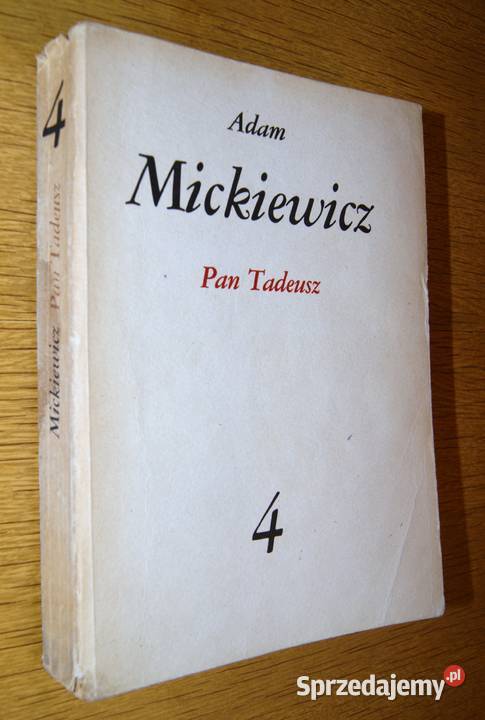 Adam
Mickiewicz
Pan Tadeusz
4
4
Mickiewicz Pan Tadeusz
Sprzedajemy.pl